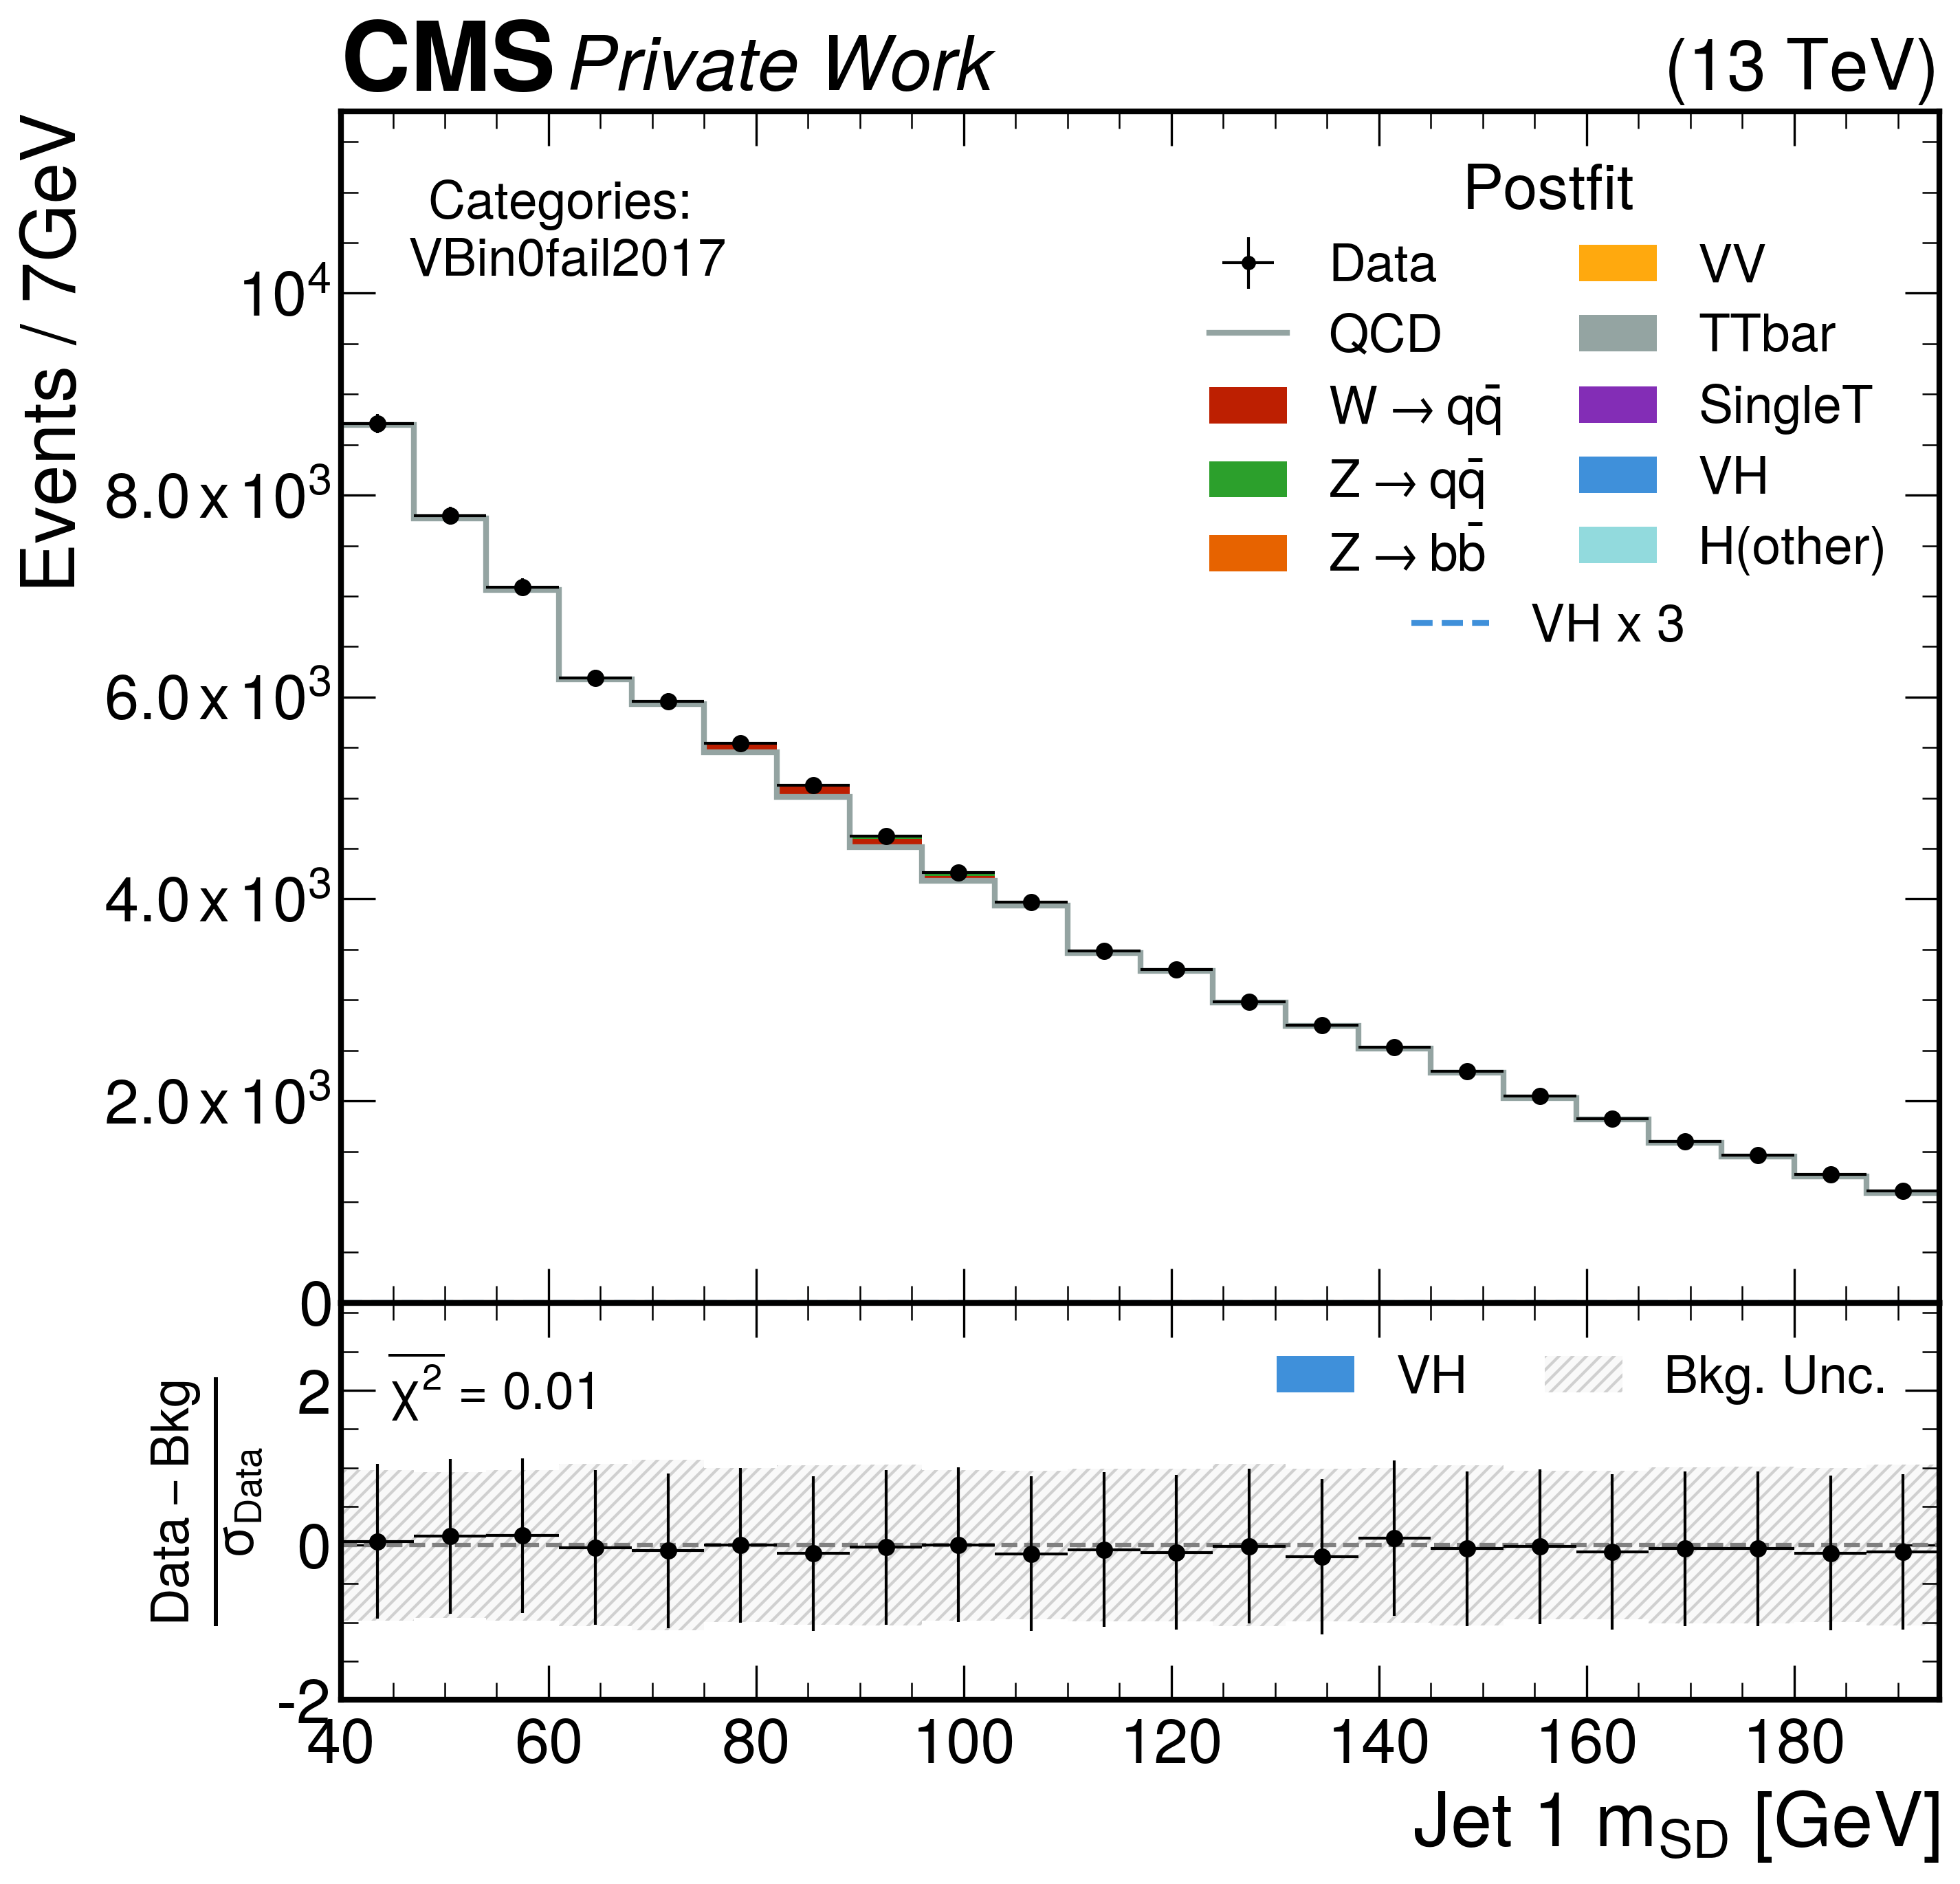 CMS Private Work (13 TeV)
Events / 7GeV
Categories:
VBin0fail2017
Postfit
Data
QCD
W → qq̄
Z → qq̄
Z → bb̄
VV
TTbar
SingleT
VH
H(other)
VH x 3
10⁴
8.0 x 10³
6.0 x 10³
4.0 x 10³
2.0 x 10³
0
Data − Bkg
σ_Data
χ² = 0.01
VH
Bkg. Unc.
2
0
-2
40 60 80 100 120 140 160 180
Jet 1 m_SD [GeV]